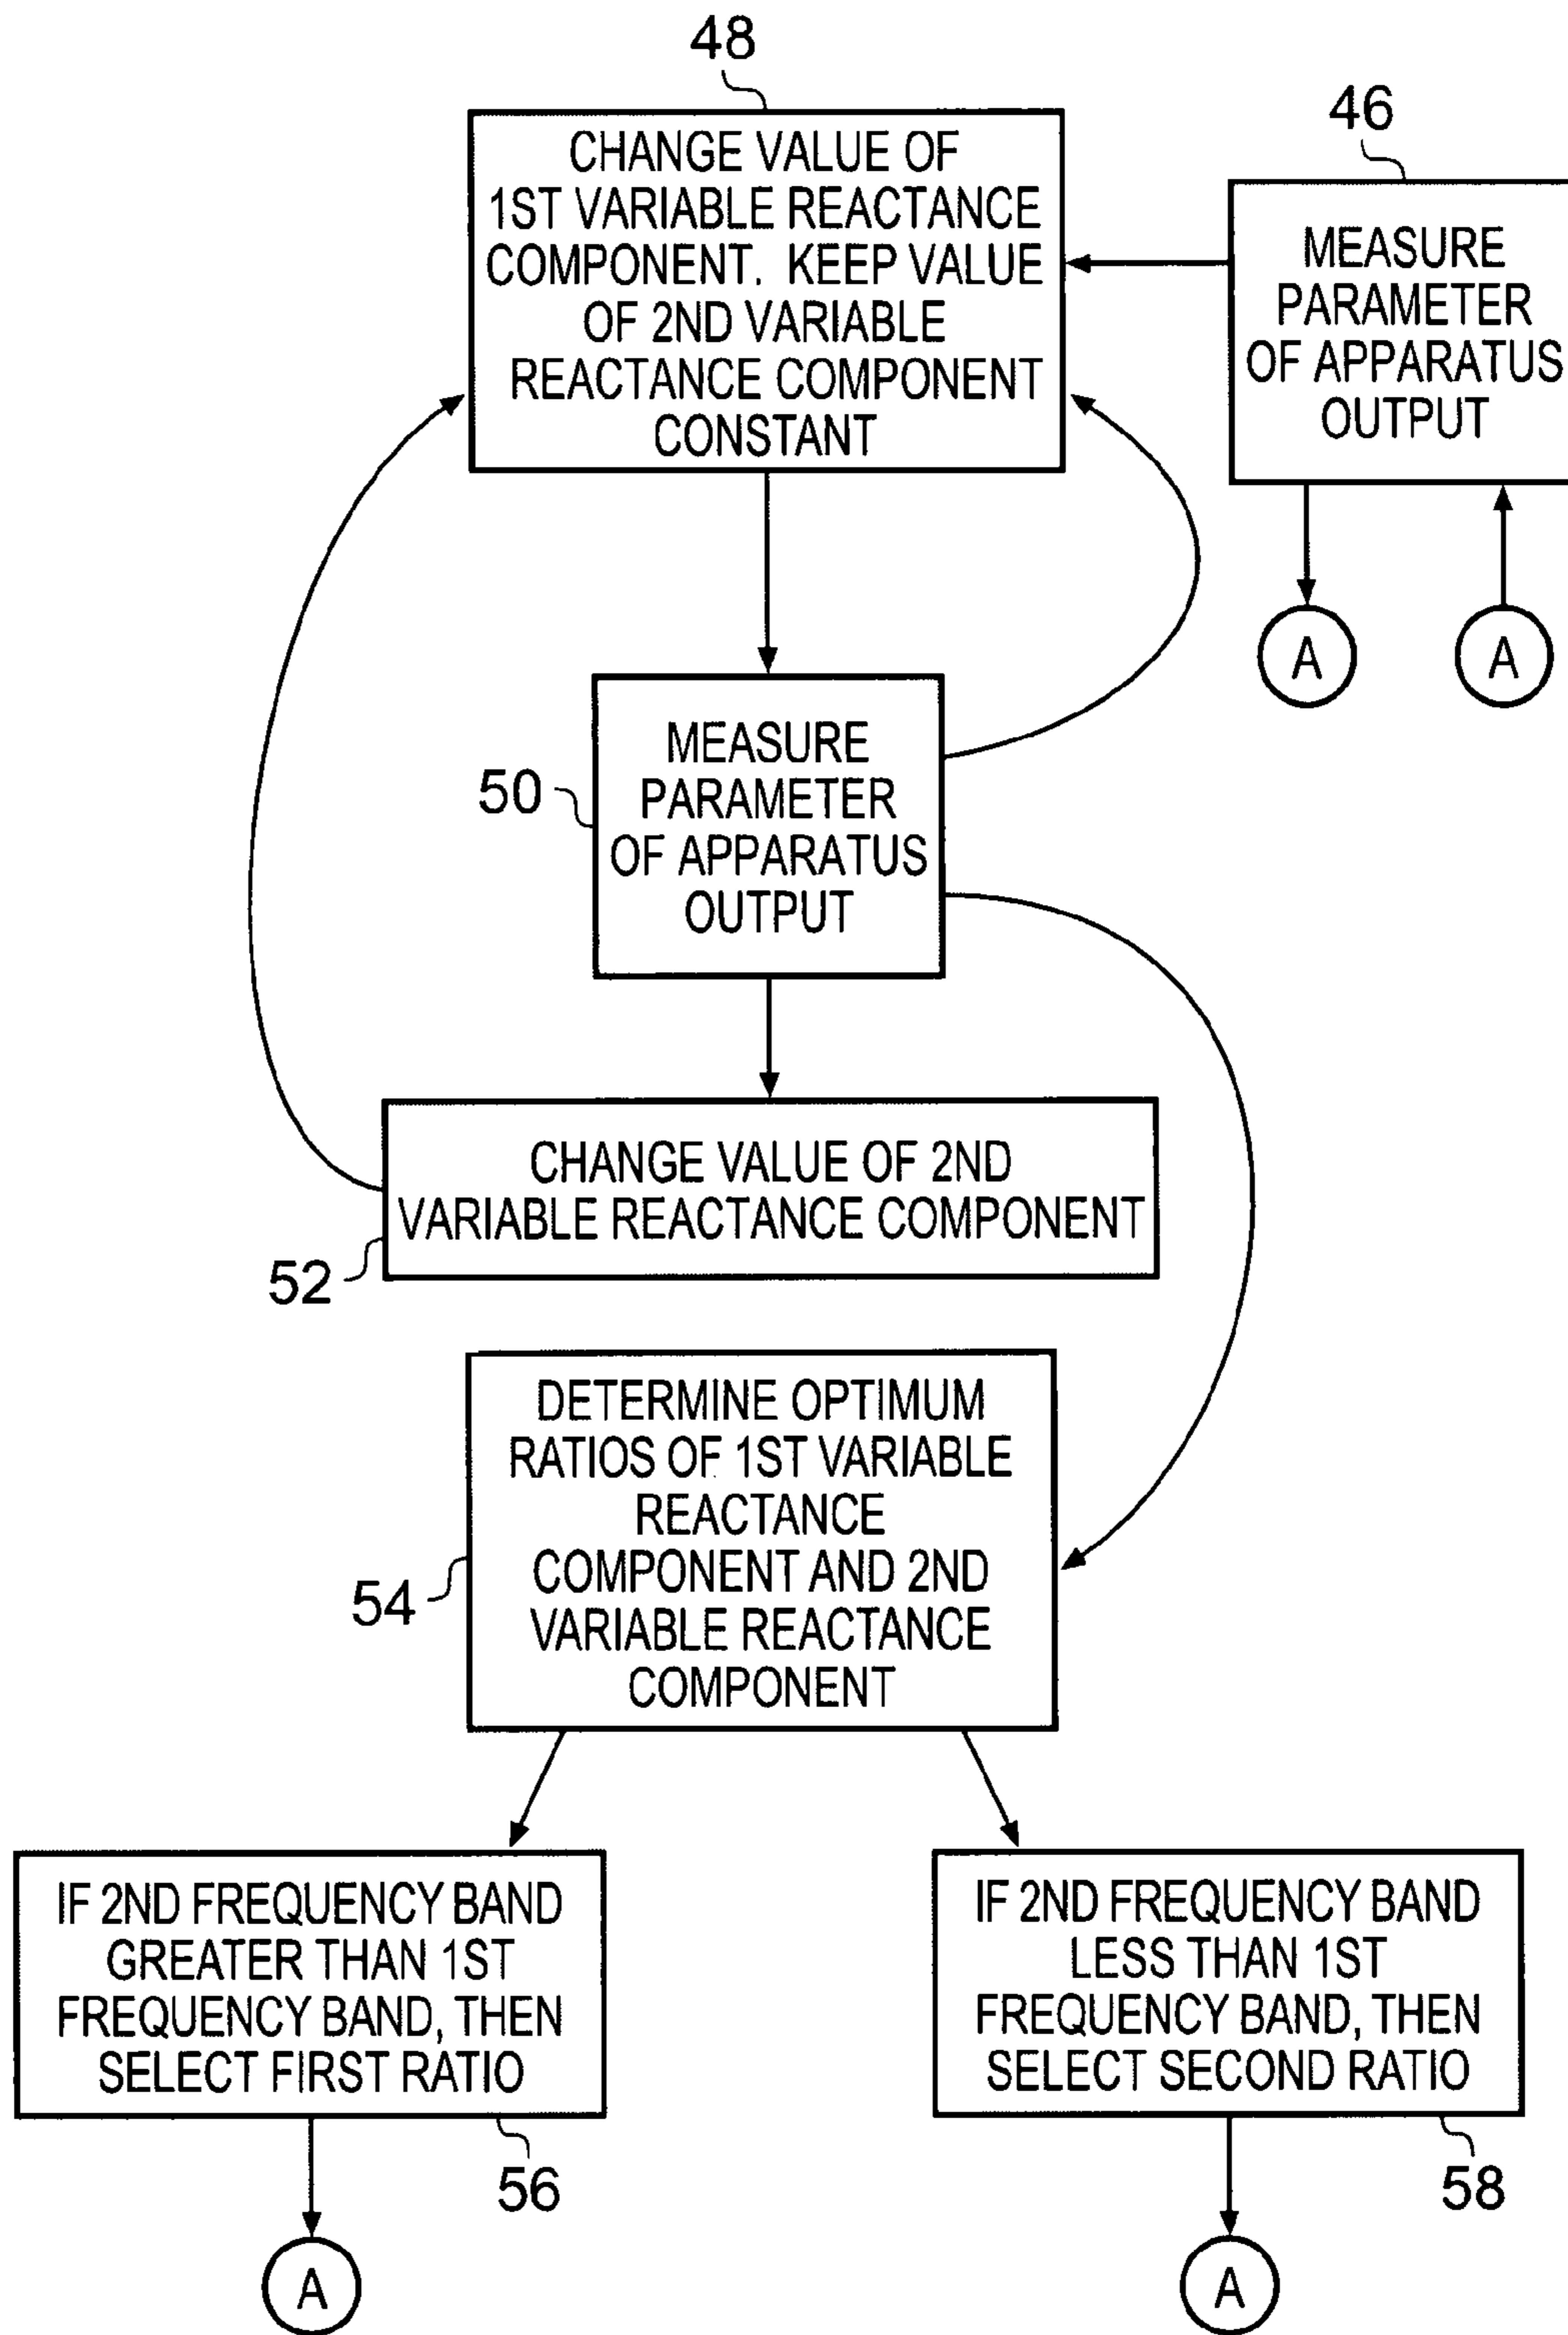 48
CHANGE VALUE OF
1ST VARIABLE REACTANCE
COMPONENT. KEEP VALUE
OF 2ND VARIABLE
REACTANCE COMPONENT
CONSTANT
46
MEASURE
PARAMETER
OF APPARATUS
OUTPUT
A
A
50
MEASURE
PARAMETER
OF APPARATUS
OUTPUT
52
CHANGE VALUE OF 2ND
VARIABLE REACTANCE COMPONENT
54
DETERMINE OPTIMUM
RATIOS OF 1ST VARIABLE
REACTANCE
COMPONENT AND 2ND
VARIABLE REACTANCE
COMPONENT
IF 2ND FREQUENCY BAND
GREATER THAN 1ST
FREQUENCY BAND, THEN
SELECT FIRST RATIO
56
A
IF 2ND FREQUENCY BAND
LESS THAN 1ST
FREQUENCY BAND, THEN
SELECT SECOND RATIO
58
A